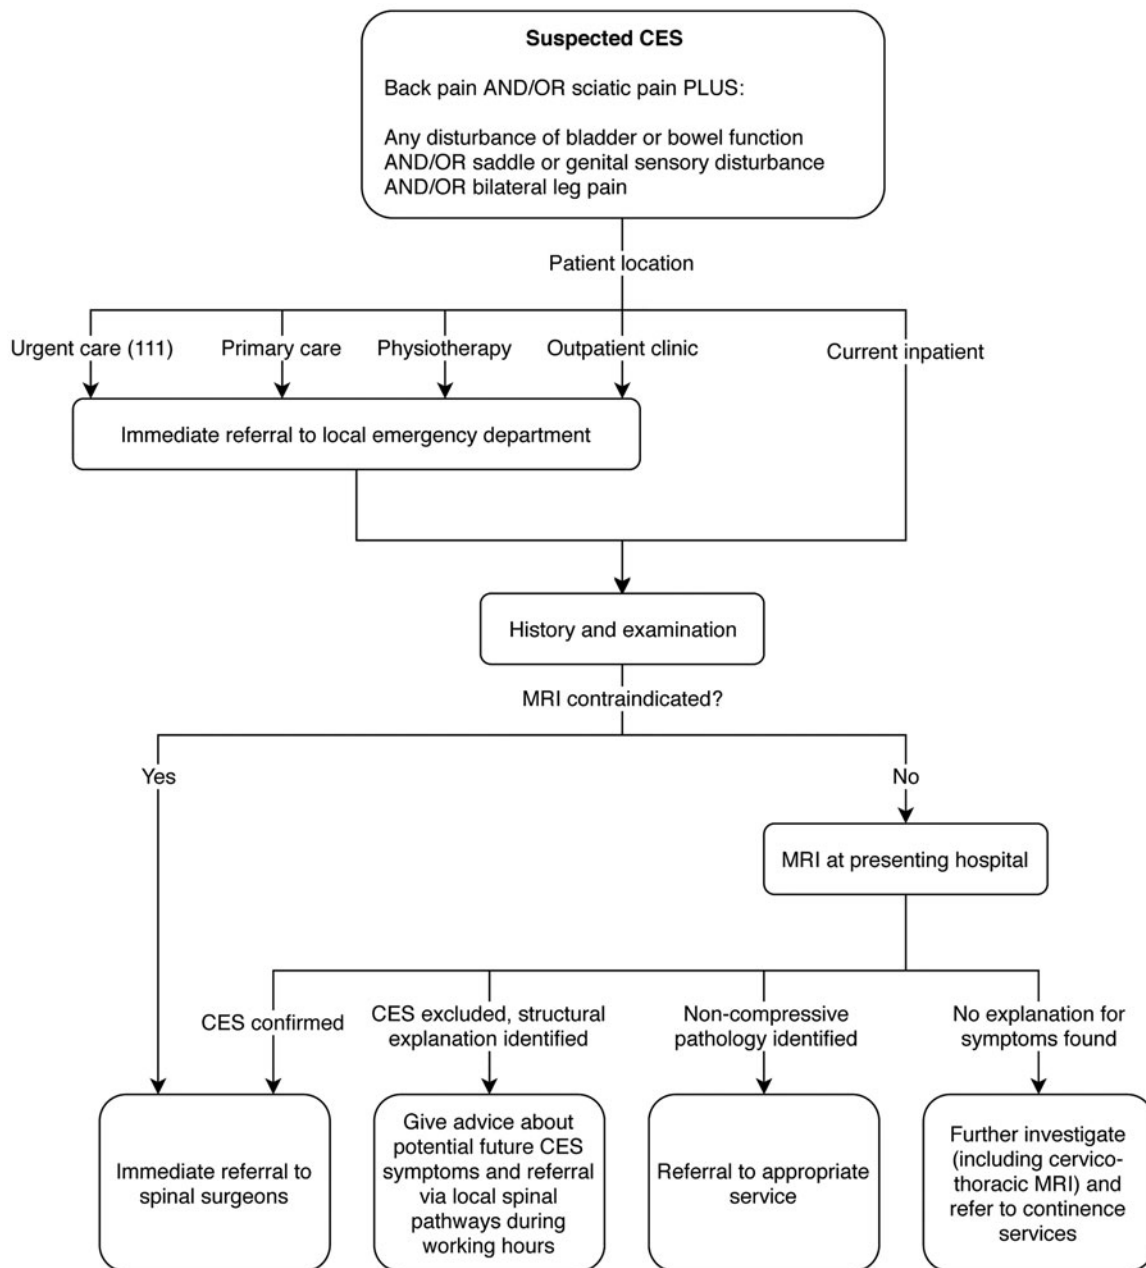 Suspected CES
Back pain AND/OR sciatic pain PLUS:
Any disturbance of bladder or bowel function
AND/OR saddle or genital sensory disturbance
AND/OR bilateral leg pain
Patient location
Urgent care (111)
Primary care
Physiotherapy
Outpatient clinic
Current inpatient
Immediate referral to local emergency department
History and examination
MRI contraindicated?
Yes
No
MRI at presenting hospital
CES confirmed
CES excluded, structural
explanation identified
Non-compressive
pathology identified
No explanation for
symptoms found
Immediate referral to
spinal surgeons
Give advice about
potential future CES
symptoms and referral
via local spinal
pathways during
working hours
Referral to appropriate
service
Further investigate
(including cervico-
thoracic MRI) and
refer to continence
services